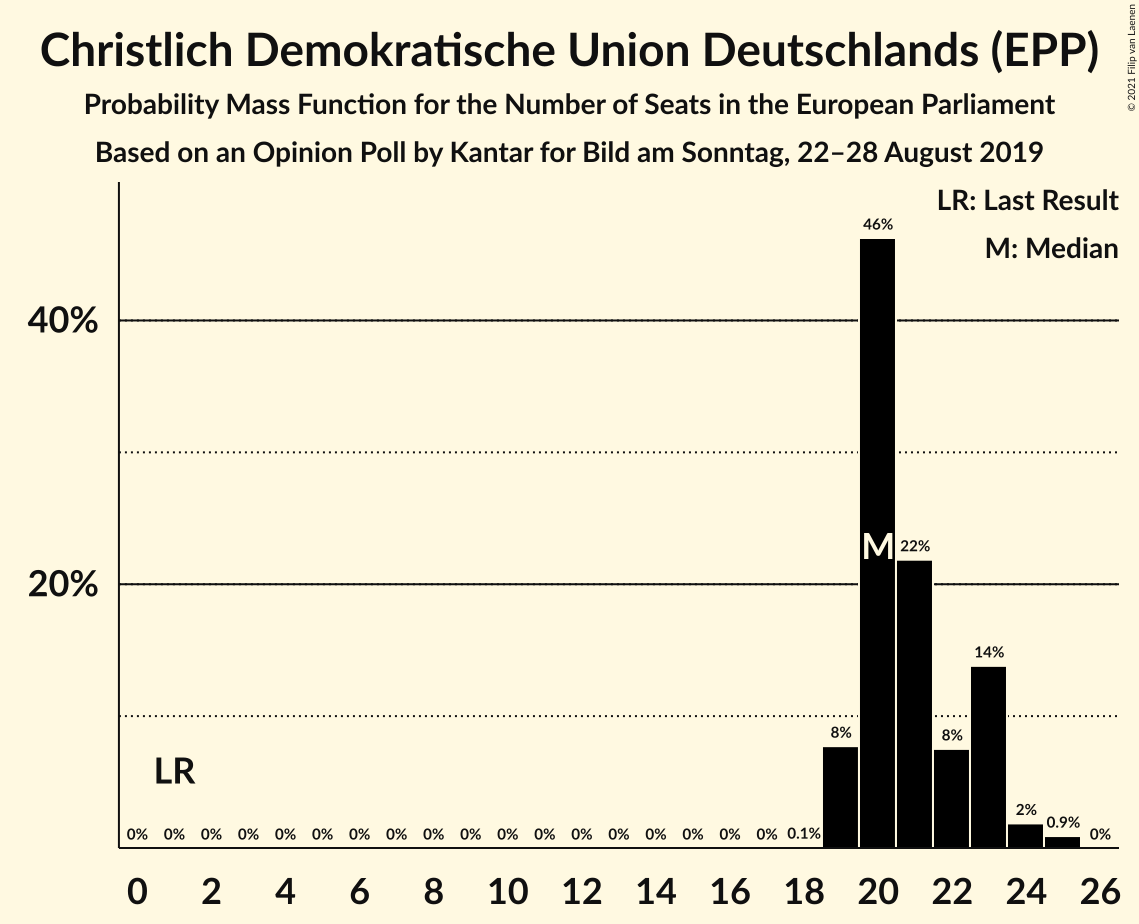 Christlich Demokratische Union Deutschlands (EPP)
© 2021 Filip van Laenen
Probability Mass Function for the Number of Seats in the European Parliament
Based on an Opinion Poll by Kantar for Bild am Sonntag, 22–28 August 2019
LR: Last Result
M: Median
46%
40%
M
22%
20%
14%
8%
8%
LR
2%
0.9%
0% 0% 0% 0% 0% 0% 0% 0% 0% 0% 0% 0% 0% 0% 0% 0% 0% 0% 0.1% 0%
0 2 4 6 8 10 12 14 16 18 20 22 24 26